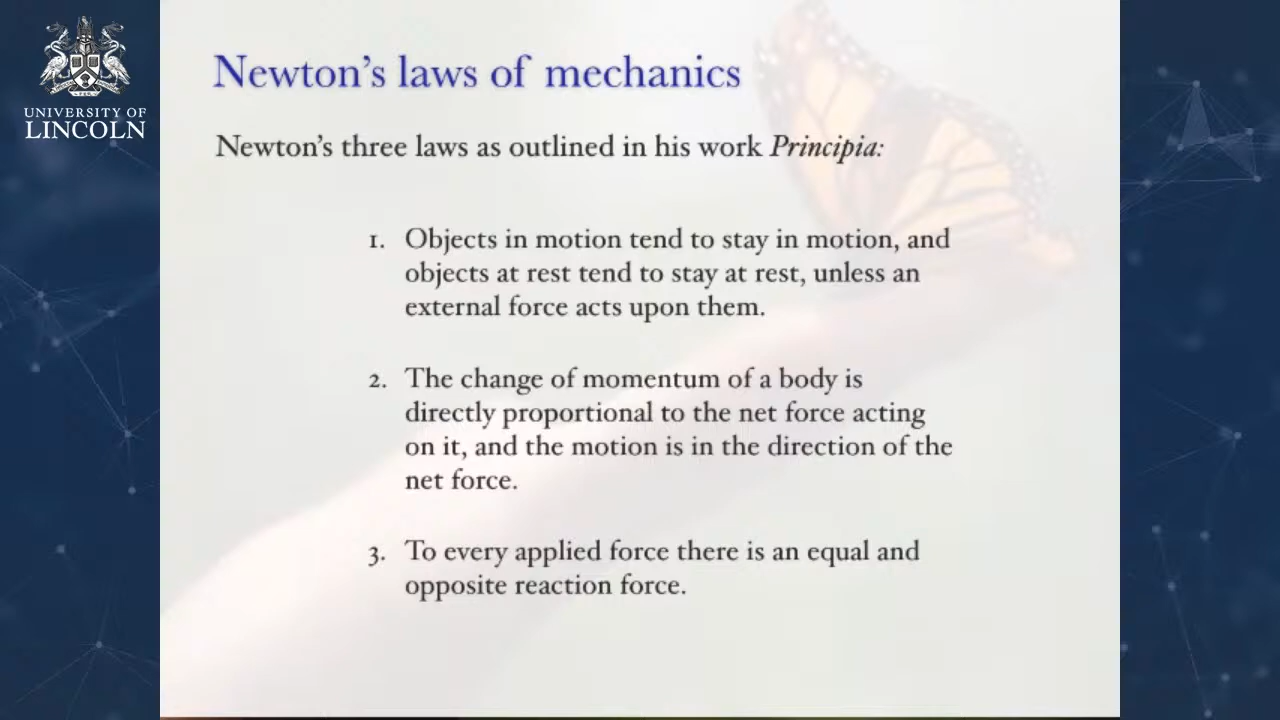 UNIVERSITY OF
LINCOLN
Newton's laws of mechanics
Newton's three laws as outlined in his work Principia:
1. Objects in motion tend to stay in motion, and
objects at rest tend to stay at rest, unless an
external force acts upon them.
2. The change of momentum of a body is
directly proportional to the net force acting
on it, and the motion is in the direction of the
net force.
3. To every applied force there is an equal and
opposite reaction force.